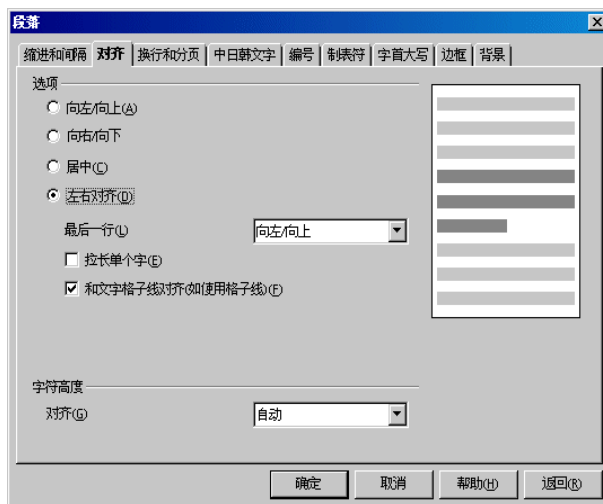 段落
缩进和间隔 对齐 换行和分页 中日韩文字 编号 制表符 字首大写 边框 背景
选项
向左/向上(A)
向右/向下
居中(C)
左右对齐(D)
最后一行(L) 向左/向上
拉长单个字(E)
和文字格子线对齐(如使用格子线)(F)
字符高度
对齐(G) 自动
确定 取消 帮助(H) 返回(R)